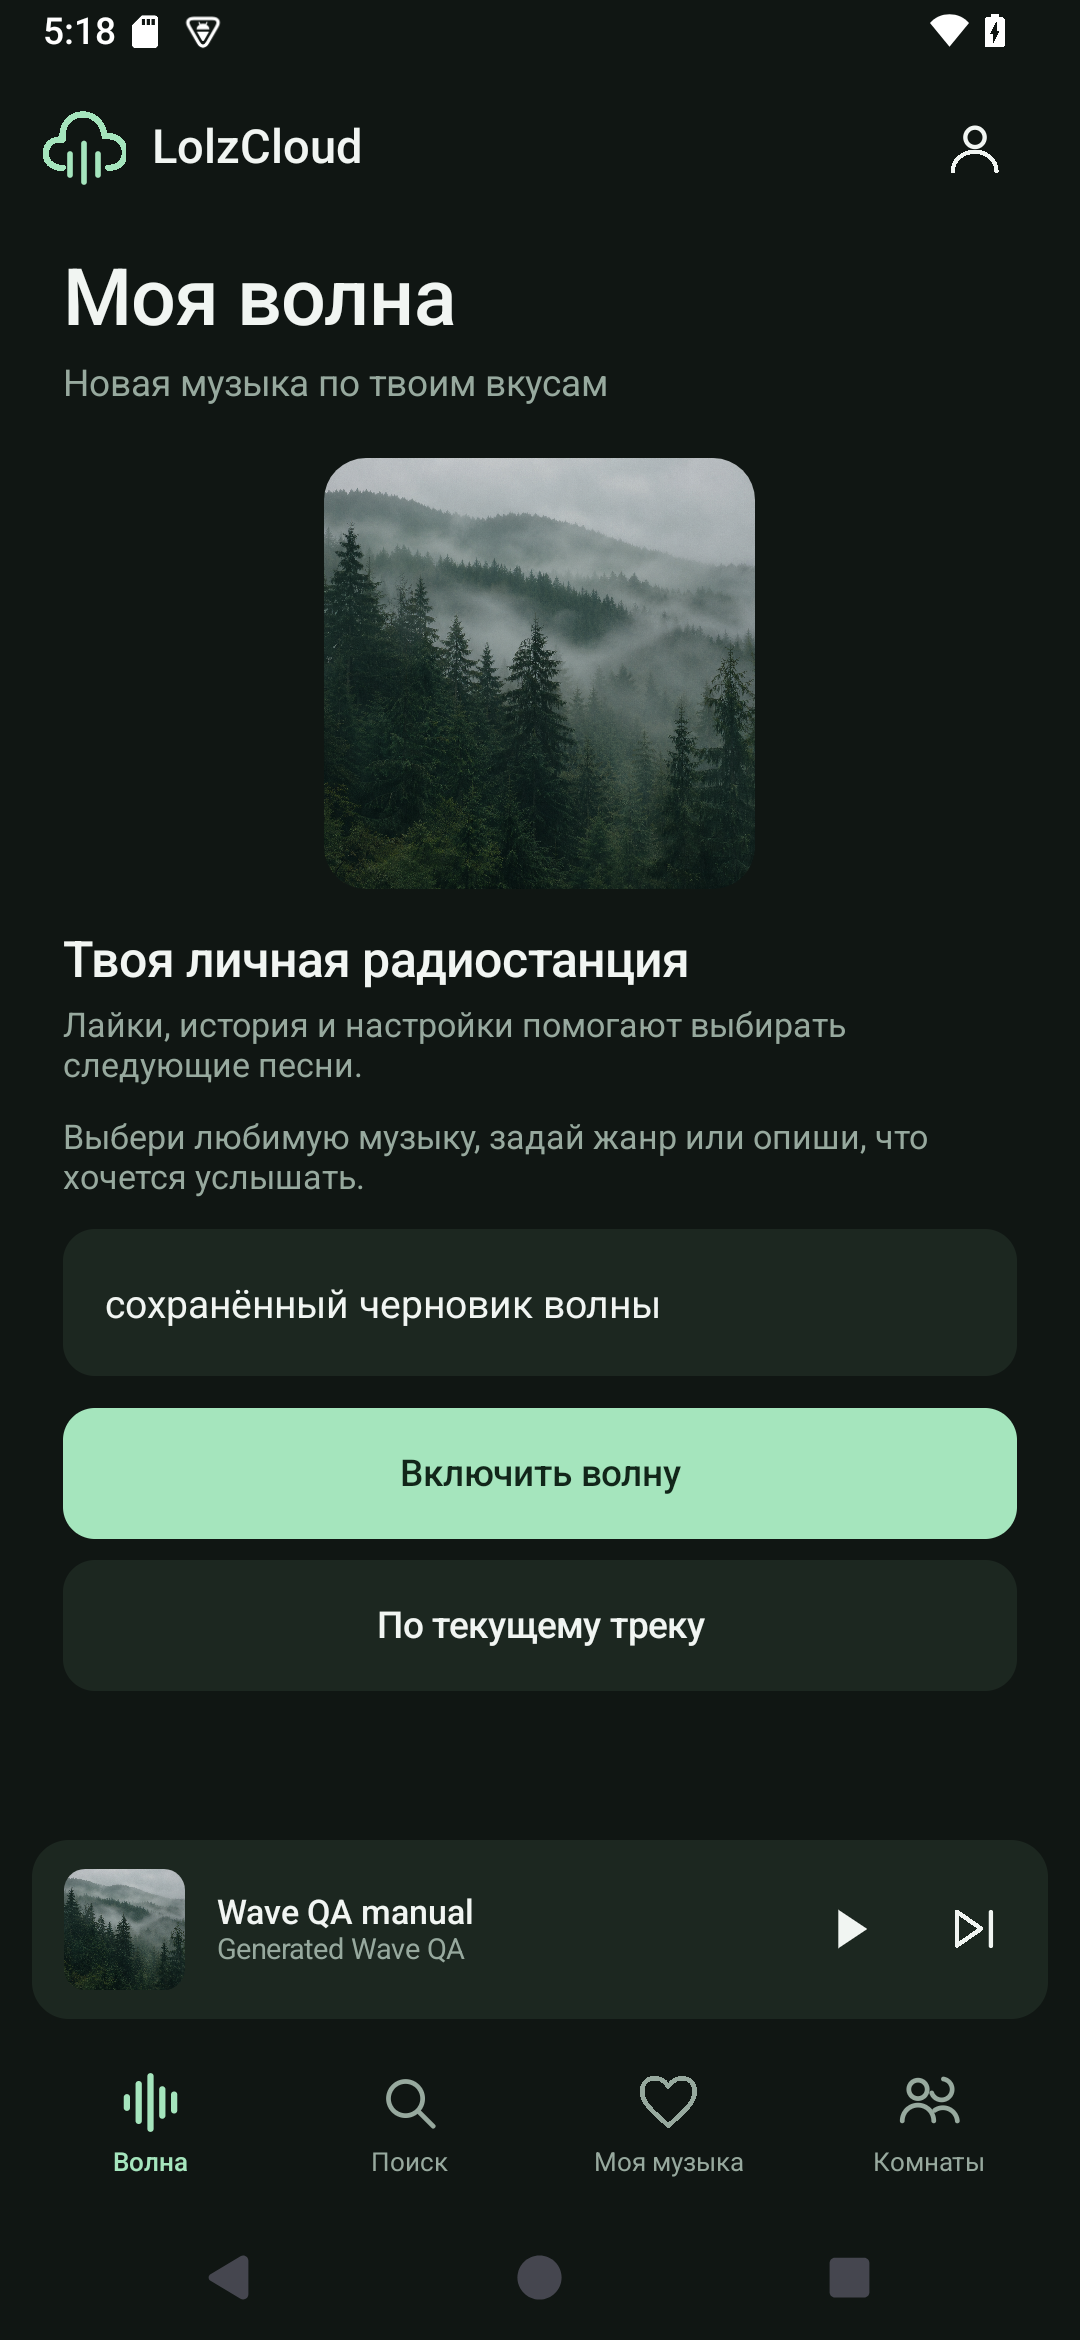 5:18
LolzCloud
Моя волна
Новая музыка по твоим вкусам
Твоя личная радиостанция
Лайки, история и настройки помогают выбирать
следующие песни.
Выбери любимую музыку, задай жанр или опиши, что
хочется услышать.
сохранённый черновик волны
Включить волну
По текущему треку
Wave QA manual
Generated Wave QA
Волна
Поиск
Моя музыка
Комнаты